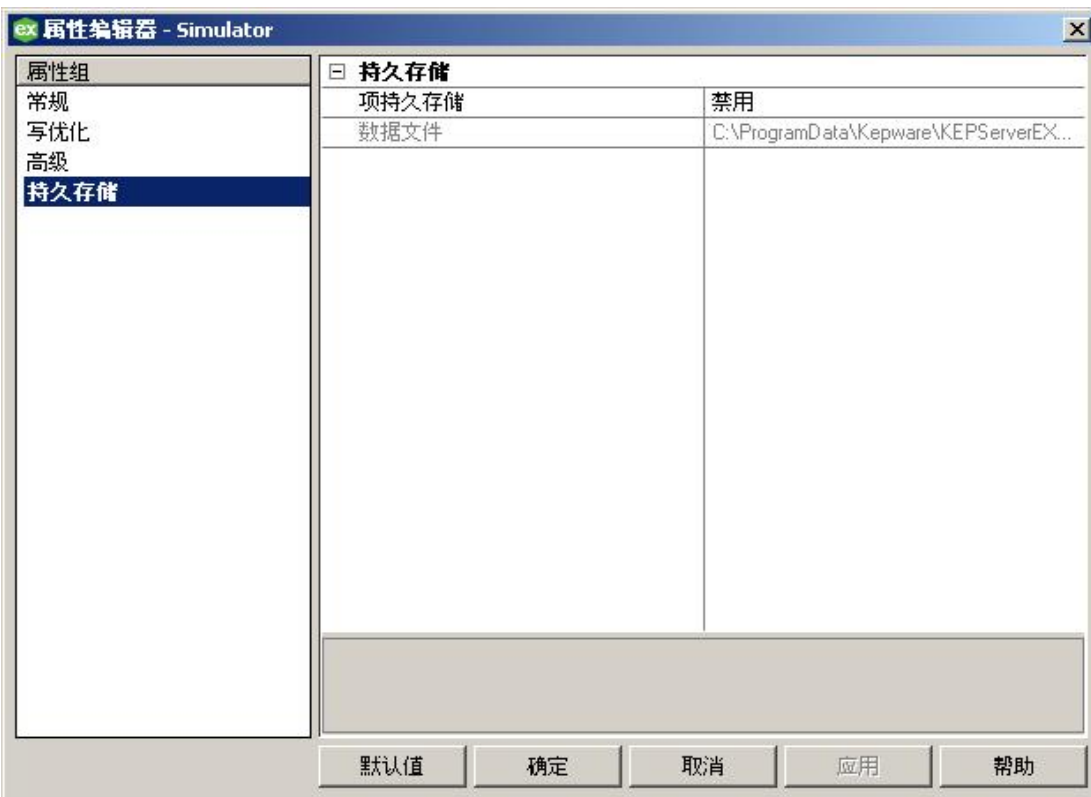 ex 属性编辑器 - Simulator
属性组
常规
写优化
高级
持久存储
持久存储
项持久存储 禁用
数据文件 C:\ProgramData\Kepware\KEPServerEX...
默认值 确定 取消 应用 帮助